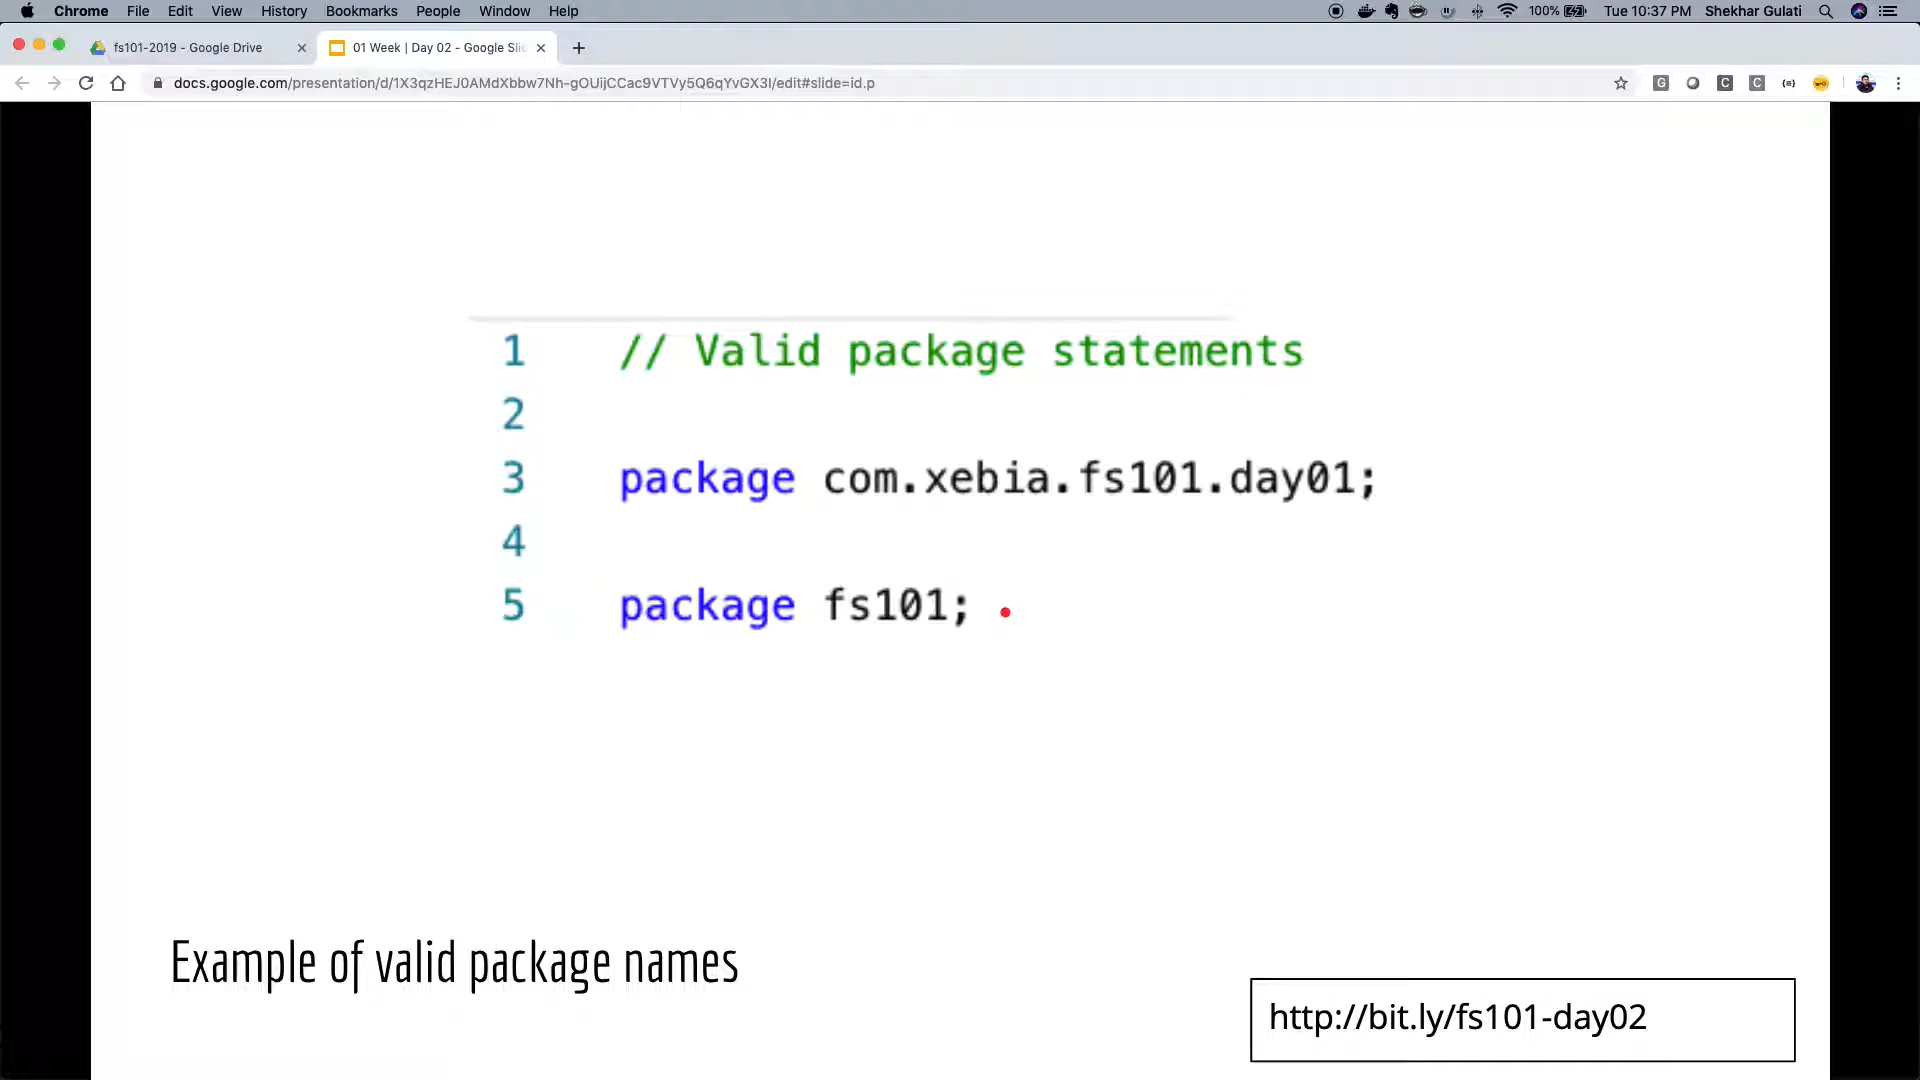 Chrome File Edit View History Bookmarks People Window Help 100% Tue 10:37 PM Shekhar Gulati
fs101-2019 - Google Drive 01 Week | Day 02 - Google Slid
docs.google.com/presentation/d/1X3qzHEJ0AMdXbbw7Nh-gOUijCCac9VTVy5Q6qYvGX3I/edit#slide=id.p
1 // Valid package statements
2
3 package com.xebia.fs101.day01;
4
5 package fs101;
Example of valid package names
http://bit.ly/fs101-day02